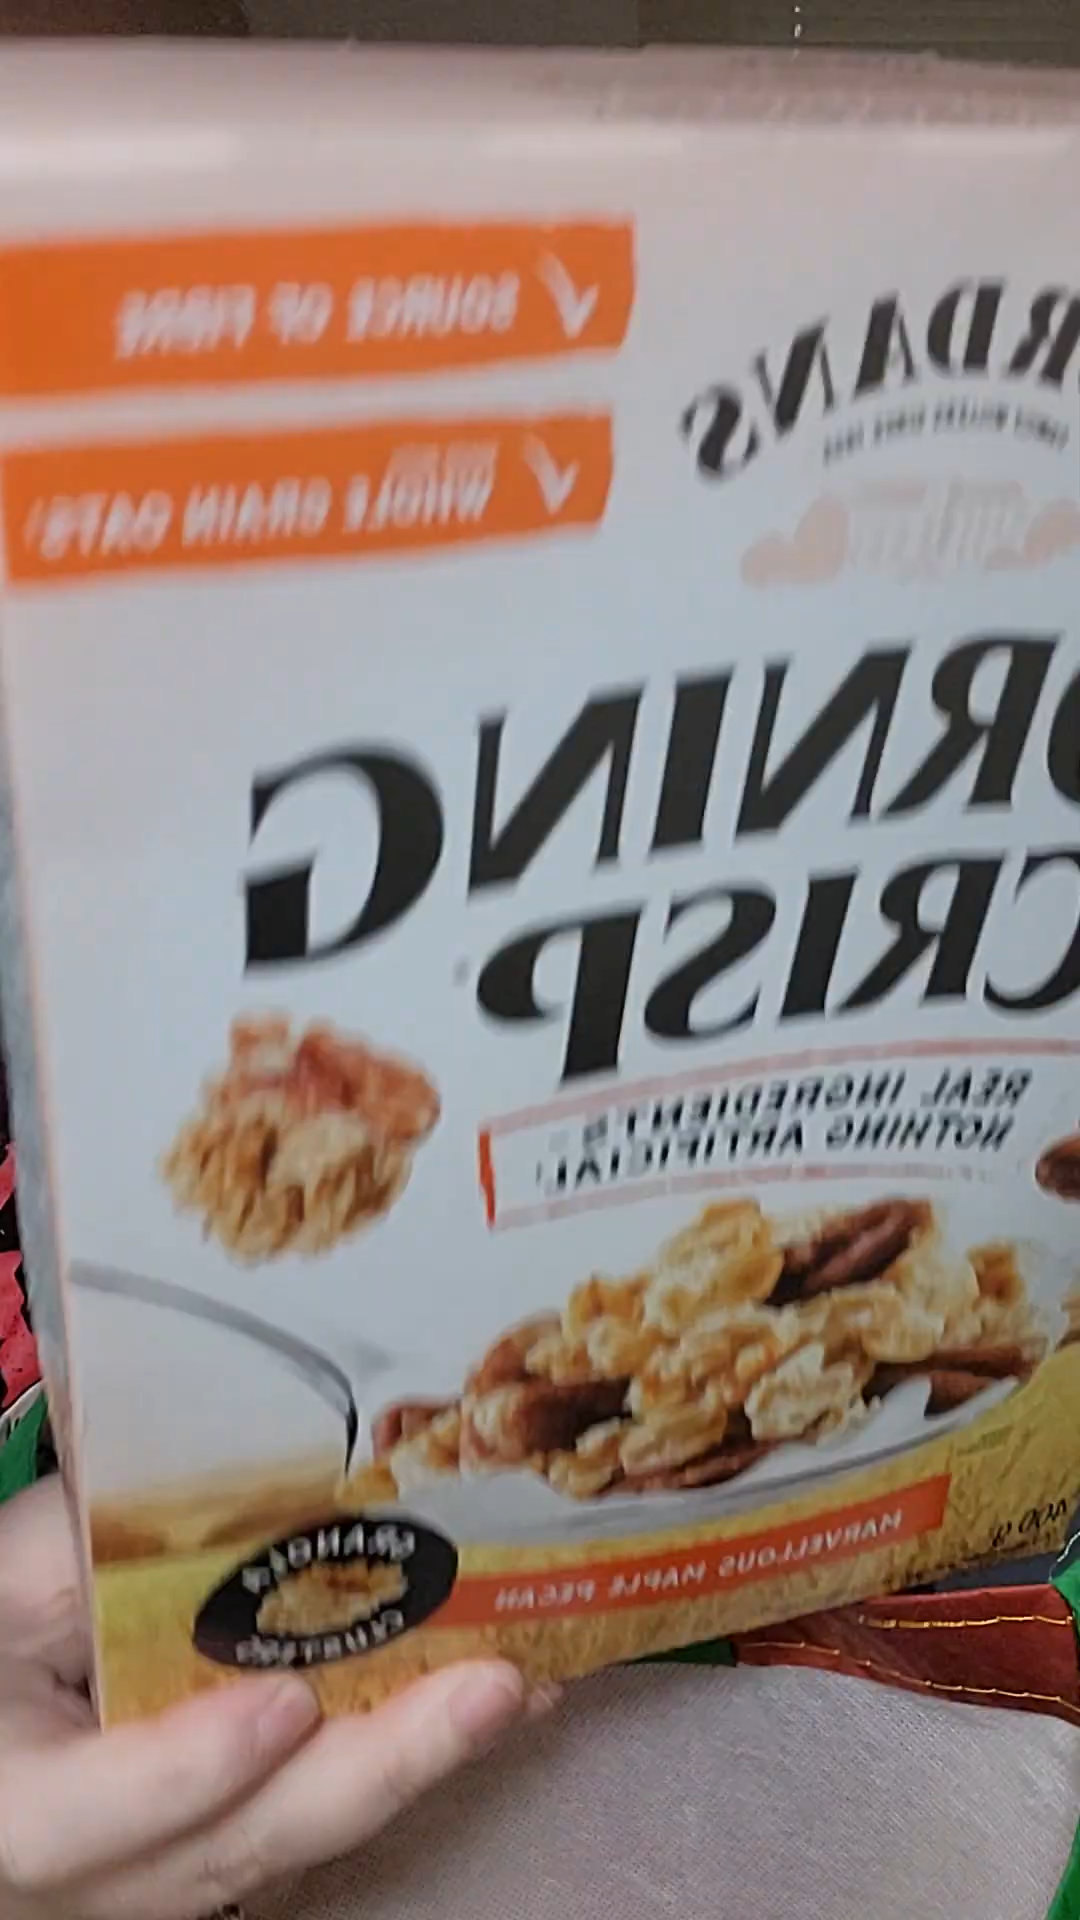 RDANS
SOURCE OF FIBRE
WHOLE GRAIN OATS!
ORNING
CRISP
REAL INGREDIENTS
NOTHING ARTIFICIAL!
MARVELLOUS MAPLE PECAN
GRANOLA
CLUSTERS
400 g